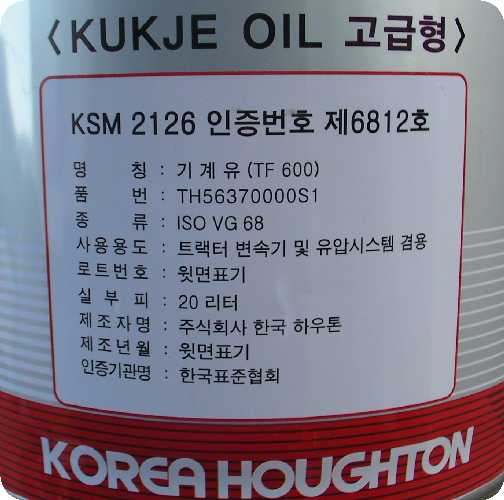 〈KUKJE OIL 고급형〉
KSM 2126 인증번호 제6812호
명 칭 : 기 계 유 (TF 600)
품 번 : TH56370000S1
종 류 : ISO VG 68
사용용도 : 트랙터 변속기 및 유압시스템 겸용
로트번호 : 윗면표기
실 부 피 : 20 리터
제조자명 : 주식회사 한국 하우톤
제조년월 : 윗면표기
인증기관명 : 한국표준협회
KOREA HOUGHTON